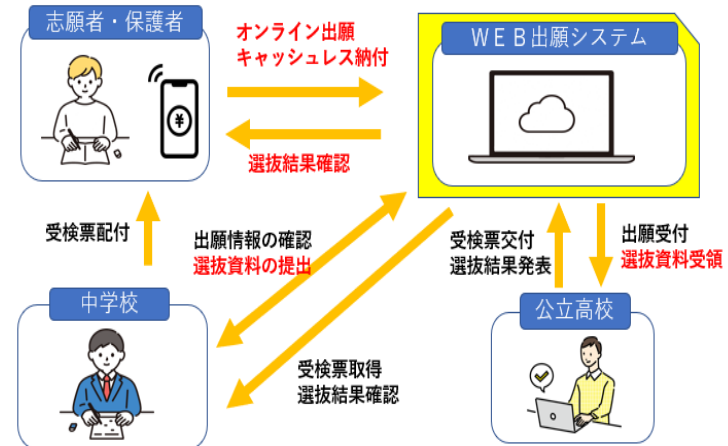 志願者・保護者
オンライン出願
キャッシュレス納付
ＷＥＢ出願システム
¥
選抜結果確認
受検票配付
出願情報の確認
選抜資料の提出
受検票交付
選抜結果発表
出願受付
選抜資料受領
中学校
公立高校
受検票取得
選抜結果確認